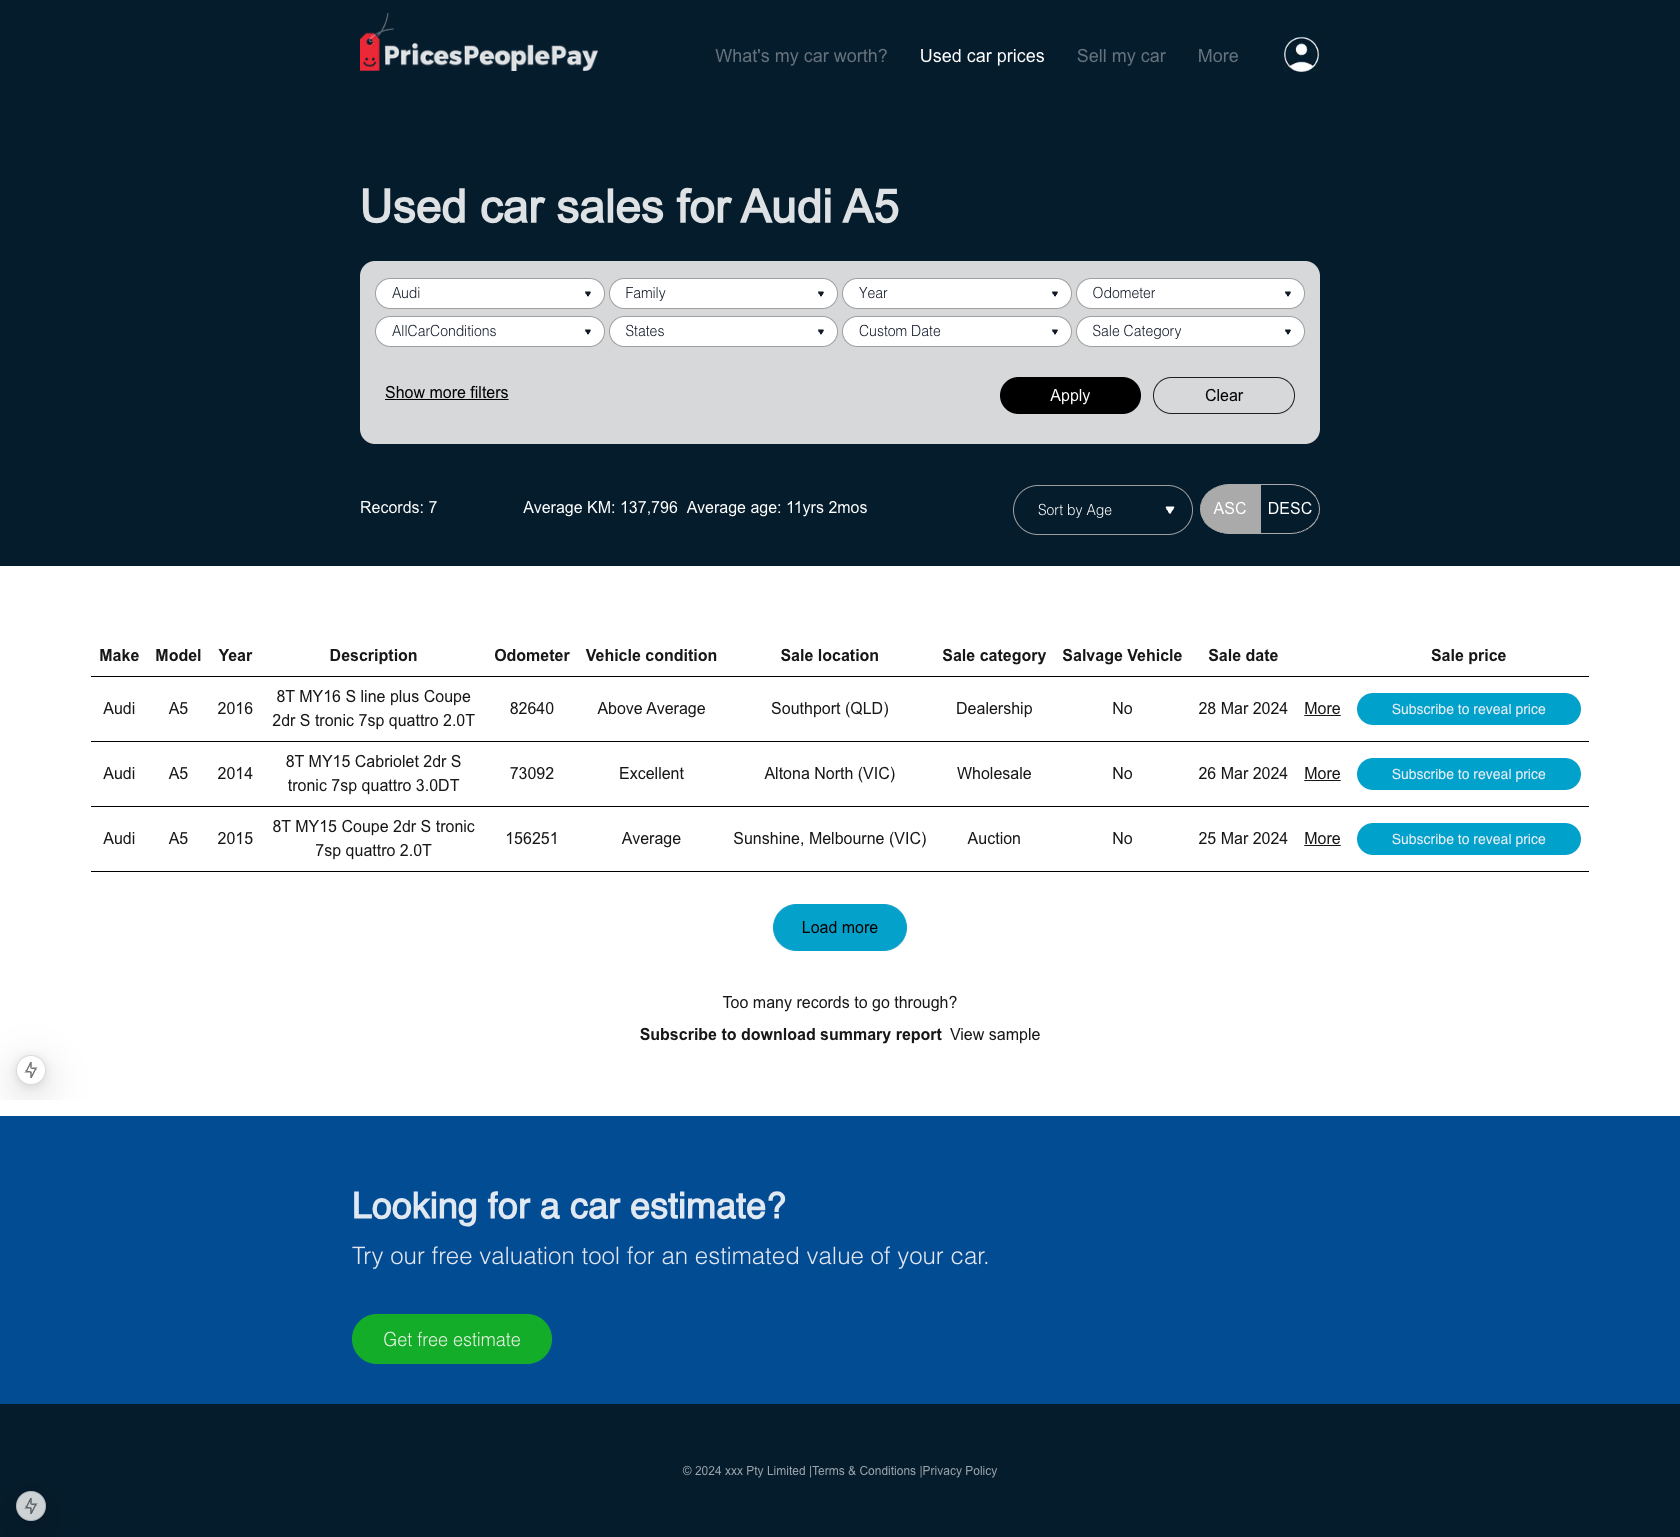 PricesPeoplePay
What's my car worth? Used car prices Sell my car More
Used car sales for Audi A5
Audi Family Year Odometer
AllCarConditions States Custom Date Sale Category
Show more filters Apply Clear
Records: 7 Average KM: 137,796 Average age: 11yrs 2mos Sort by Age ASC DESC
Make Model Year Description Odometer Vehicle condition Sale location Sale category Salvage Vehicle Sale date Sale price
Audi A5 2016 8T MY16 S line plus Coupe
2dr S tronic 7sp quattro 2.0T 82640 Above Average Southport (QLD) Dealership No 28 Mar 2024 More Subscribe to reveal price
Audi A5 2014 8T MY15 Cabriolet 2dr S
tronic 7sp quattro 3.0DT 73092 Excellent Altona North (VIC) Wholesale No 26 Mar 2024 More Subscribe to reveal price
Audi A5 2015 8T MY15 Coupe 2dr S tronic
7sp quattro 2.0T 156251 Average Sunshine, Melbourne (VIC) Auction No 25 Mar 2024 More Subscribe to reveal price
Load more
Too many records to go through?
Subscribe to download summary report View sample
Looking for a car estimate?
Try our free valuation tool for an estimated value of your car.
Get free estimate
© 2024 xxx Pty Limited |Terms & Conditions |Privacy Policy